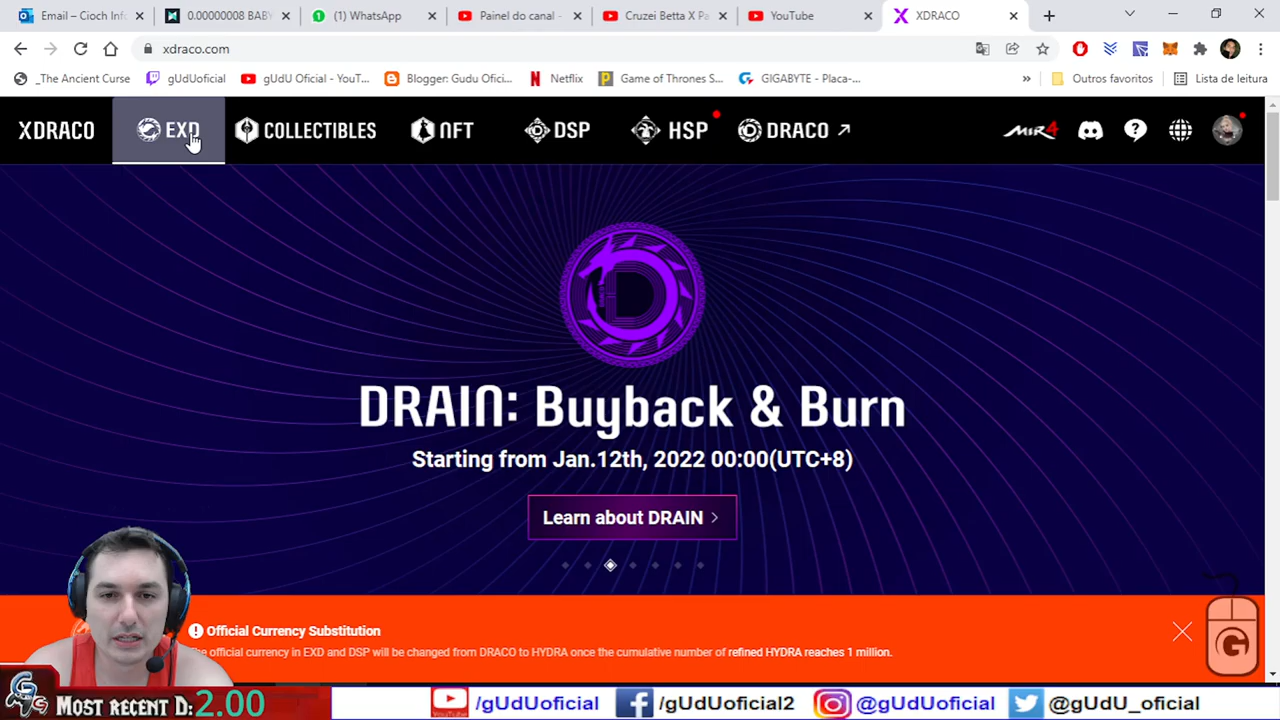 Email – Cioch Info
0.00000008 BABY
(1) WhatsApp
Painel do canal -
Cruzei Betta X Pa
YouTube
XDRACO
xdraco.com
_The Ancient Curse
gUdUoficial
gUdU Oficial - YouT...
Blogger: Gudu Ofici...
Netflix
Game of Thrones S...
GIGABYTE - Placa-...
»
Outros favoritos
Lista de leitura
XDRACO
EXD
COLLECTIBLES
NFT
DSP
HSP
DRACO
MIR4
DRAIN: Buyback & Burn
Starting from Jan.12th, 2022 00:00(UTC+8)
Learn about DRAIN
Official Currency Substitution
The official currency in EXD and DSP will be changed from DRACO to HYDRA once the cumulative number of refined HYDRA reaches 1 million.
G
MOST RECENT D: 2.00
/gUdUoficial
/gUdUoficial2
@gUdUoficial
@gUdU_oficial